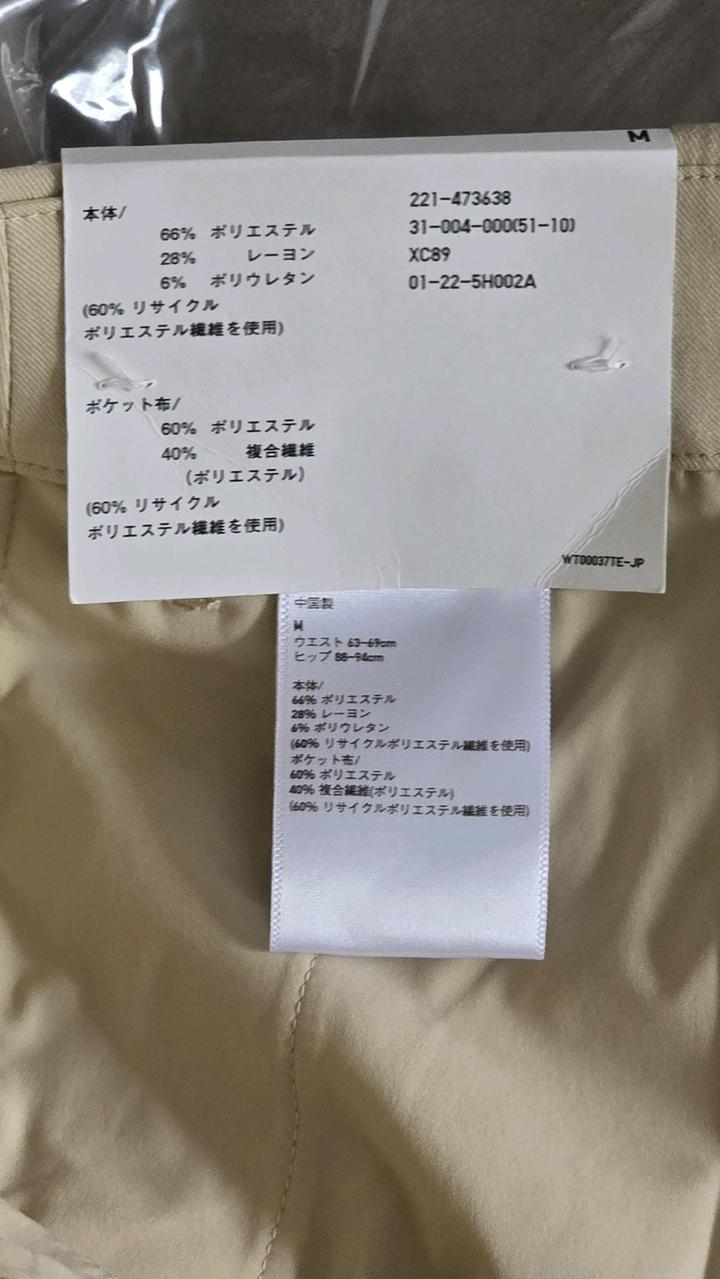 M
本体/
66% ポリエステル
28% レーヨン
6% ポリウレタン
(60% リサイクル
ポリエステル繊維を使用)
ポケット布/
60% ポリエステル
40% 複合繊維
(ポリエステル)
(60% リサイクル
ポリエステル繊維を使用)
221-473638
31-004-000(51-10)
XC89
01-22-5H002A
WT00037TE-JP
中国製
M
ウエスト 63-69cm
ヒップ 88-94cm
本体/
66% ポリエステル
28% レーヨン
6% ポリウレタン
(60% リサイクルポリエステル繊維を使用)
ポケット布/
60% ポリエステル
40% 複合繊維(ポリエステル)
(60% リサイクルポリエステル繊維を使用)